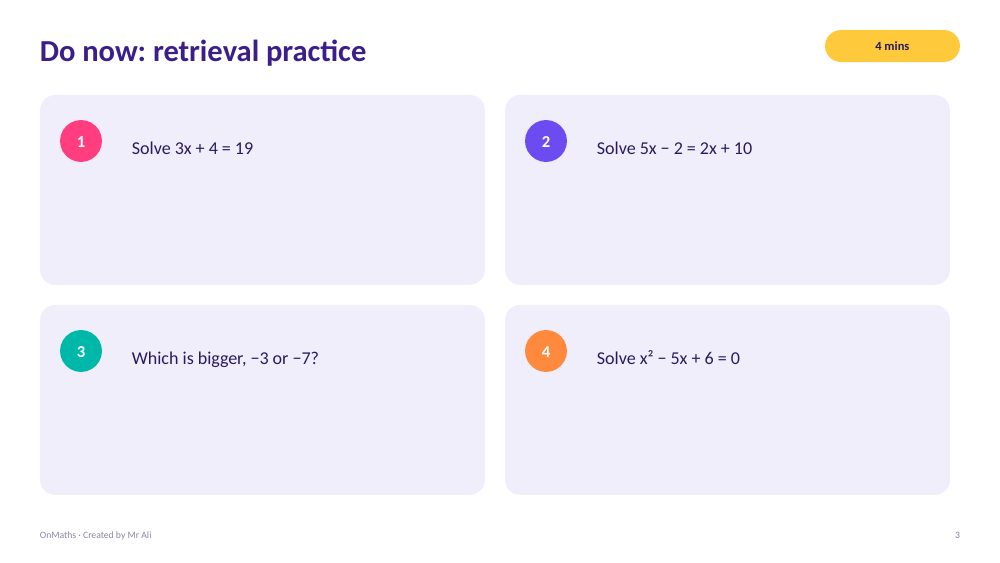 Do now: retrieval practice
4 mins
1
Solve 3x + 4 = 19
2
Solve 5x − 2 = 2x + 10
3
Which is bigger, −3 or −7?
4
Solve x² − 5x + 6 = 0
OnMaths · Created by Mr Ali
3